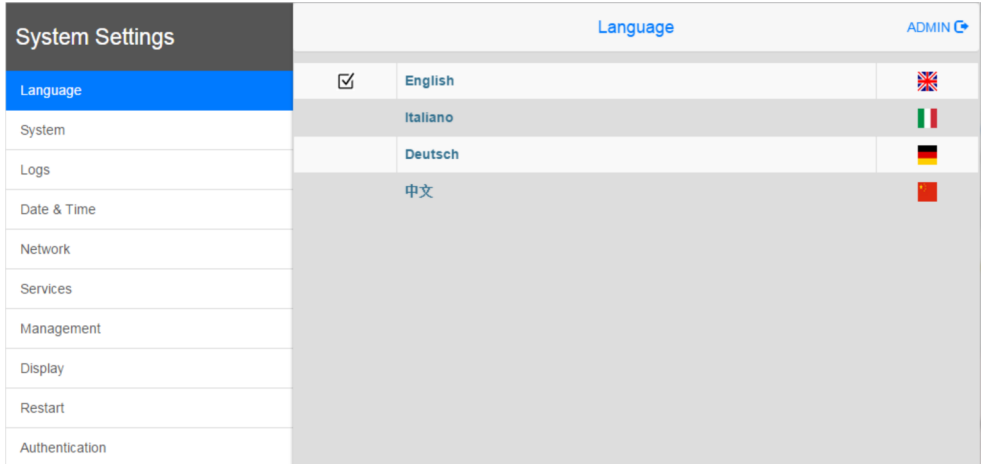 System Settings
Language
System
Logs
Date & Time
Network
Services
Management
Display
Restart
Authentication
Language
ADMIN
English
Italiano
Deutsch
中文